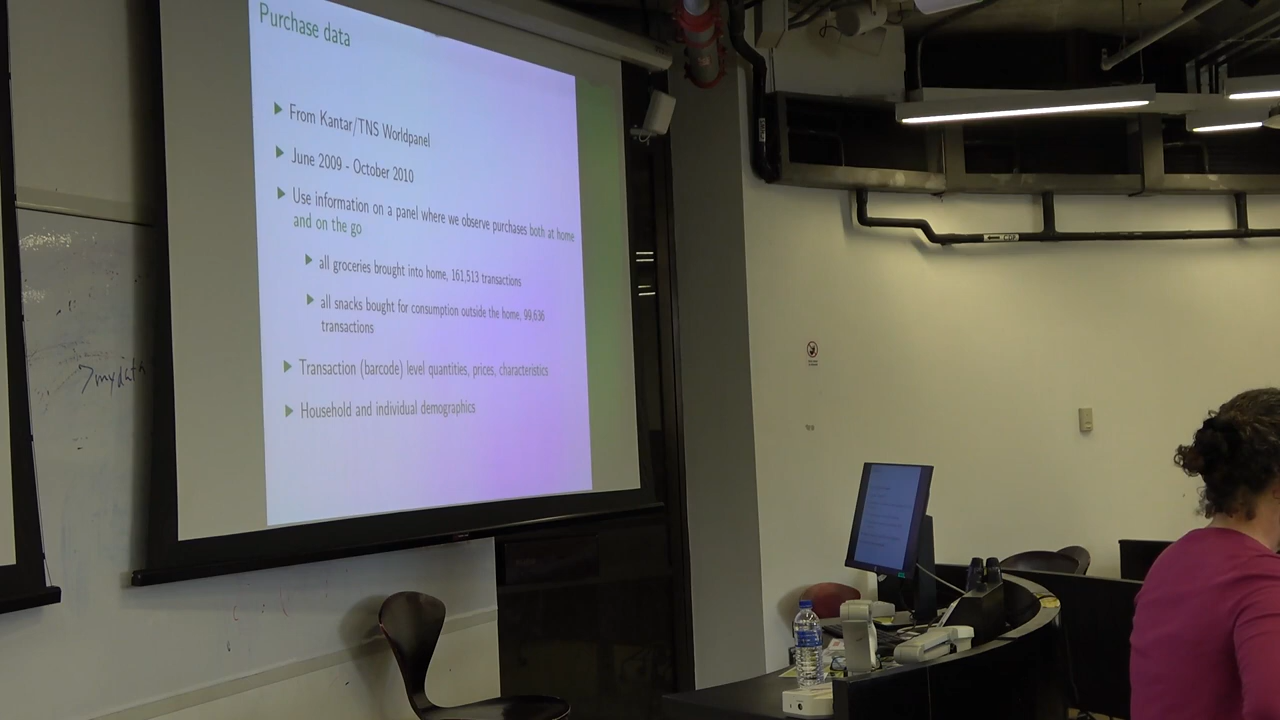 Purchase data
From Kantar/TNS Worldpanel
June 2009 - October 2010
Use information on a panel where we observe purchases both at home
and on the go
all groceries brought into home, 161,513 transactions
all snacks bought for consumption outside the home, 99,636
transactions
Transaction (barcode) level quantities, prices, characteristics
Household and individual demographics
mydata